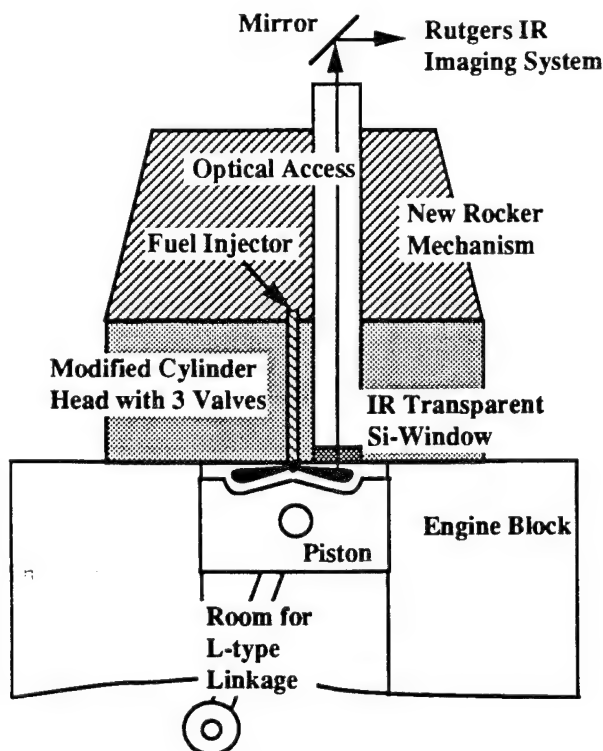 Mirror
Rutgers IR
Imaging System
Optical Access
New Rocker
Mechanism
Fuel Injector
Modified Cylinder
Head with 3 Valves
IR Transparent
Si-Window
Engine Block
Piston
Room for
L-type
Linkage